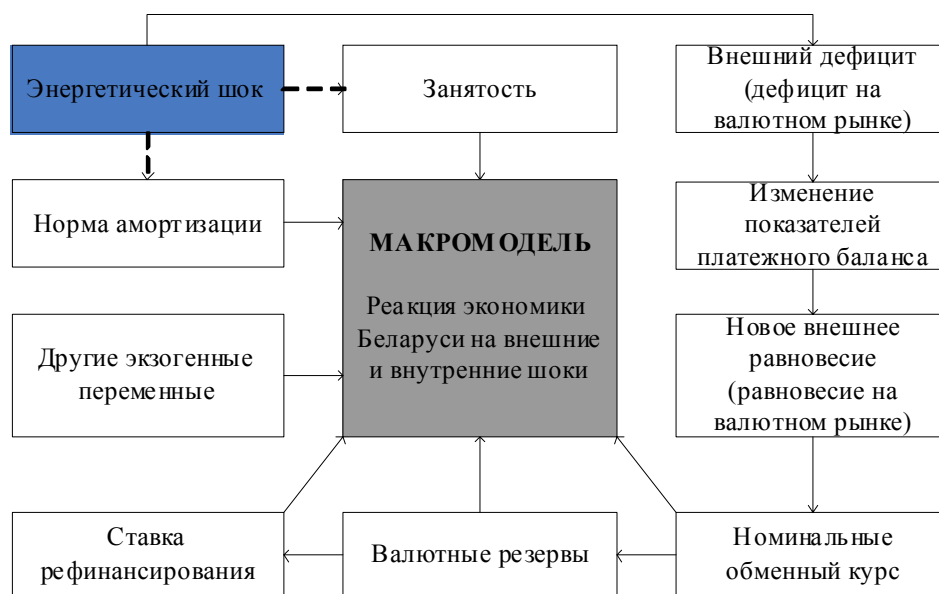 Энергетический шок
Занятость
Внешний дефицит
(дефицит на
валютном рынке)
Норма амортизации
МАКРОМОДЕЛЬ
Реакция экономики
Беларуси на внешние
и внутренние шоки
Изменение
показателей
платежного баланса
Другие экзогенные
переменные
Новое внешнее
равновесие
(равновесие на
валютном рынке)
Ставка
рефинансирования
Валютные резервы
Номинальные
обменный курс